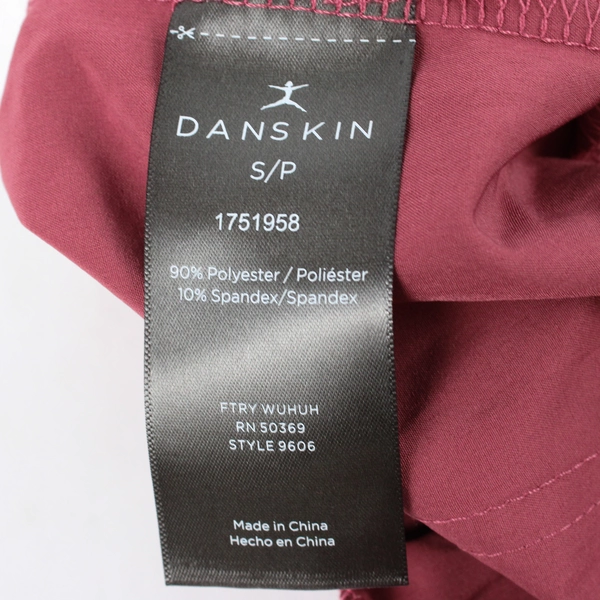 DANSKIN
S/P
1751958
90% Polyester / Poliéster
10% Spandex/Spandex
FTRY WUHUH
RN 50369
STYLE 9606
Made in China
Hecho en China